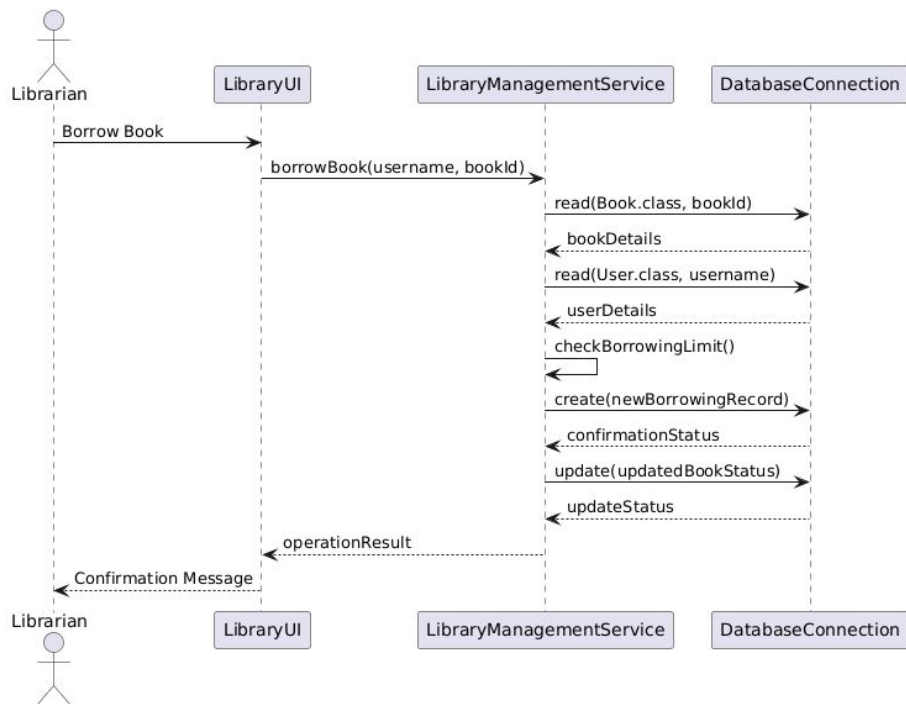 Librarian
LibraryUI
LibraryManagementService
DatabaseConnection
Borrow Book
borrowBook(username, bookId)
read(Book.class, bookId)
bookDetails
read(User.class, username)
userDetails
checkBorrowingLimit()
create(newBorrowingRecord)
confirmationStatus
update(updatedBookStatus)
updateStatus
operationResult
Confirmation Message
Librarian
LibraryUI
LibraryManagementService
DatabaseConnection